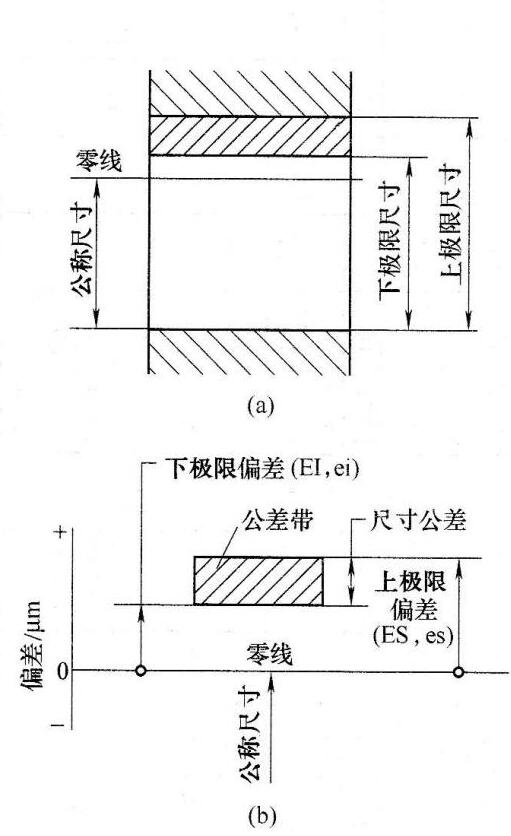 零线
公称尺寸
下极限尺寸
上极限尺寸
(a)
下极限偏差(EI,ei)
公差带
尺寸公差
+
上极限
偏差
(ES,es)
偏差/μm
0
零线
−
公称尺寸
(b)